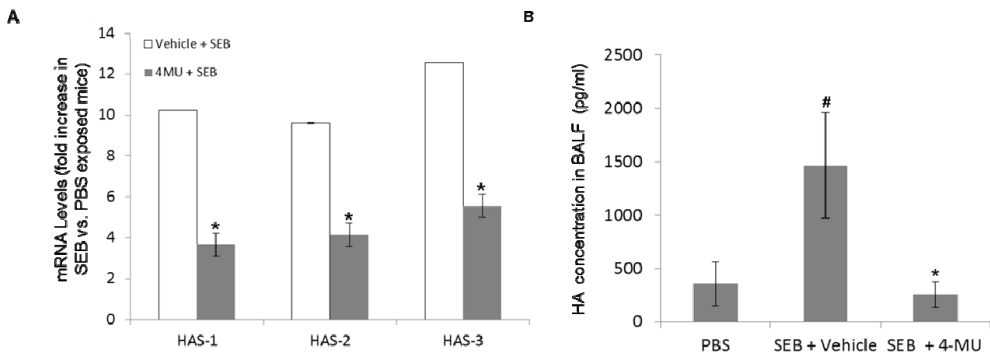 A
mRNA Levels (fold increase in
SEB vs. PBS exposed mice)
14
12
10
8
6
4
2
0
Vehicle + SEB
4MU + SEB
*
*
*
HAS-1
HAS-2
HAS-3
B
HA concentration in BALF (pg/ml)
2500
2000
1500
1000
500
0
#
*
PBS
SEB + Vehicle
SEB + 4-MU